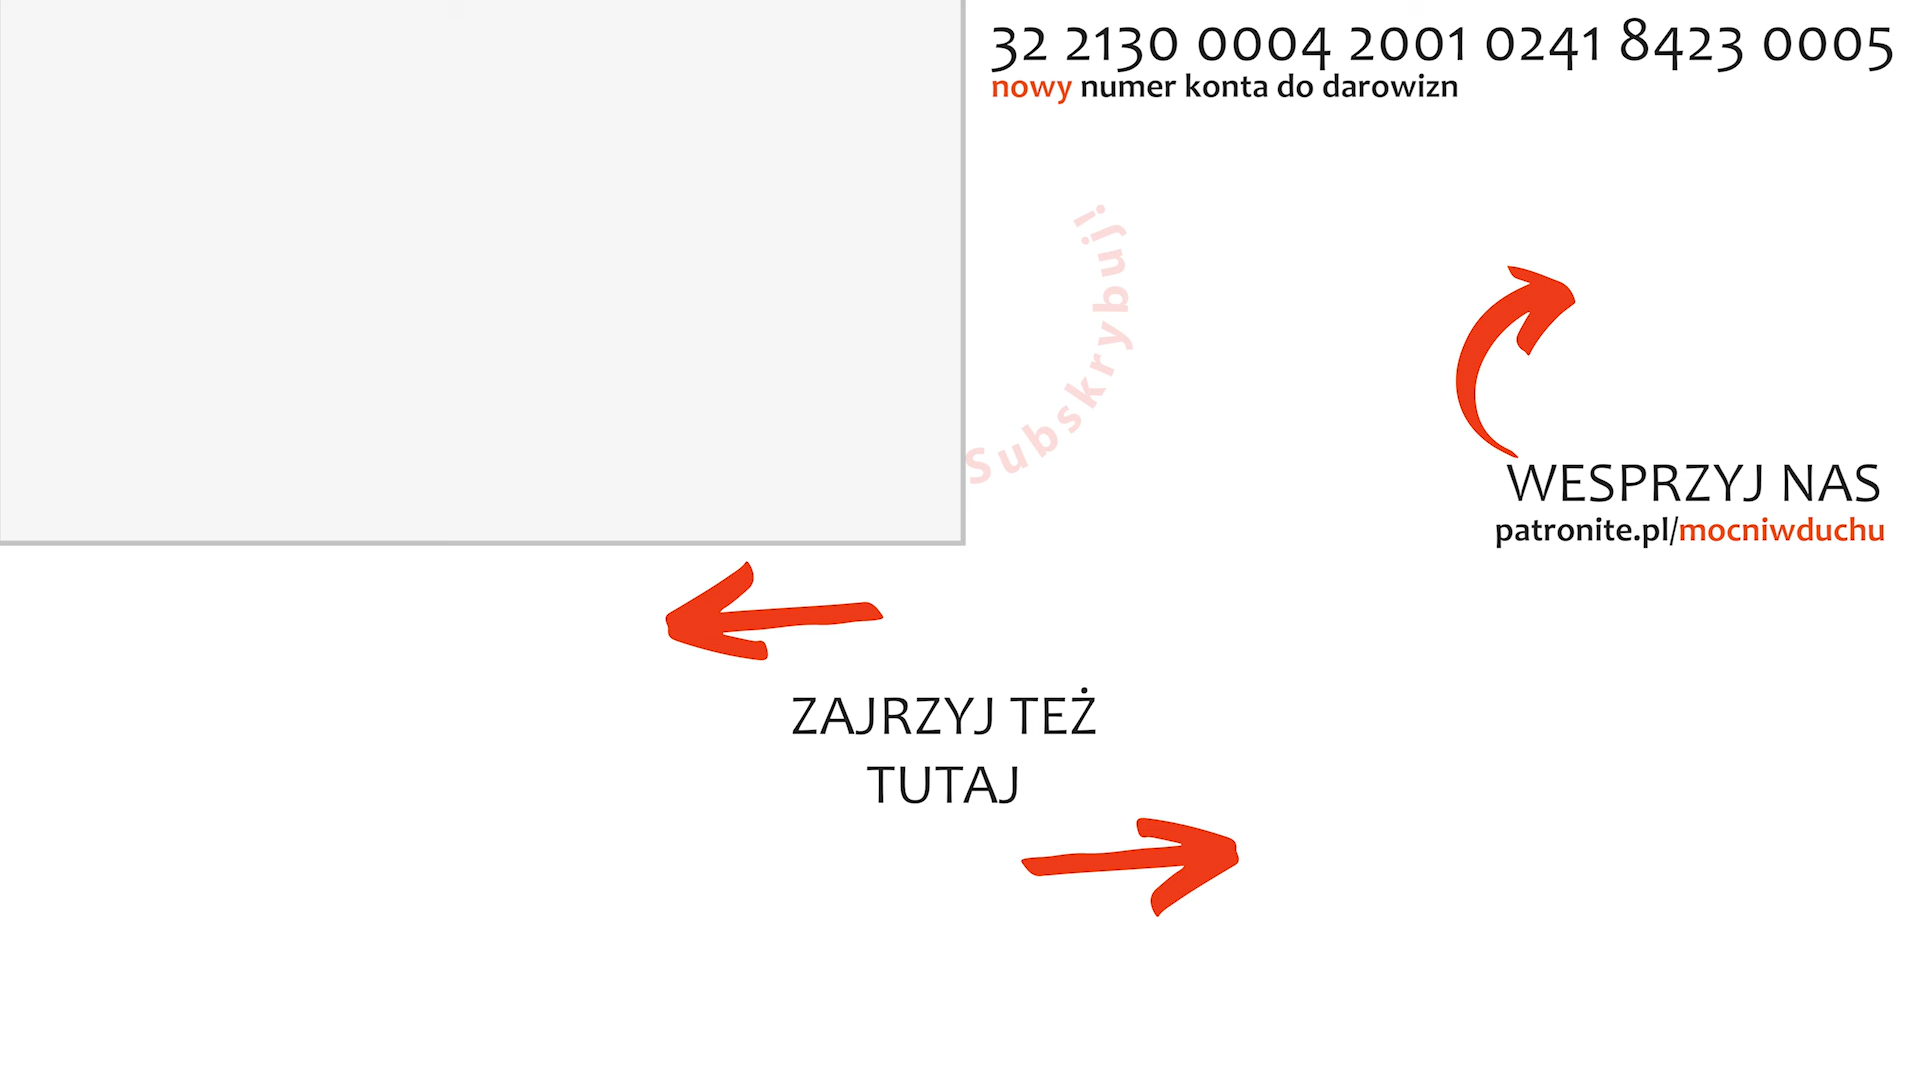 32 2130 0004 2001 0241 8423 0005
nowy numer konta do darowizn
Subskrybuj!
WESPRZYJ NAS
patronite.pl/mocniwduchu
ZAJRZYJ TEŻ
TUTAJ